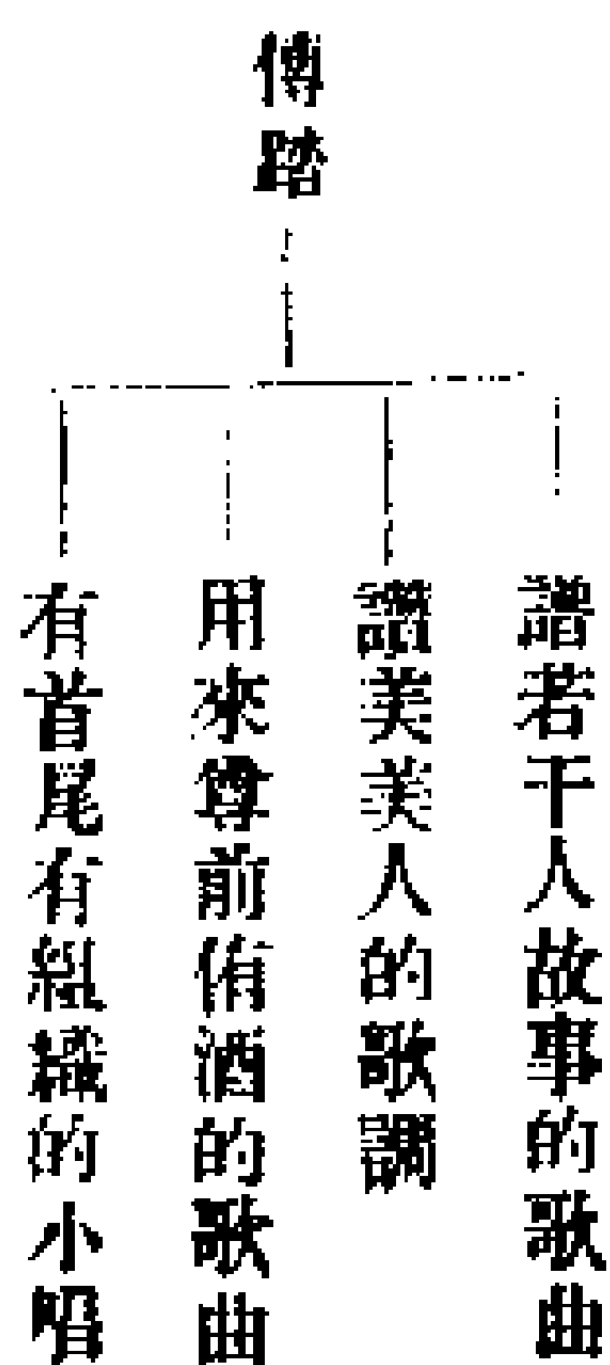 傳踏
譜若干人故事的歌曲
讚美美人的歌調
用來尊前侑酒的歌曲
有首尾有組織的小唱